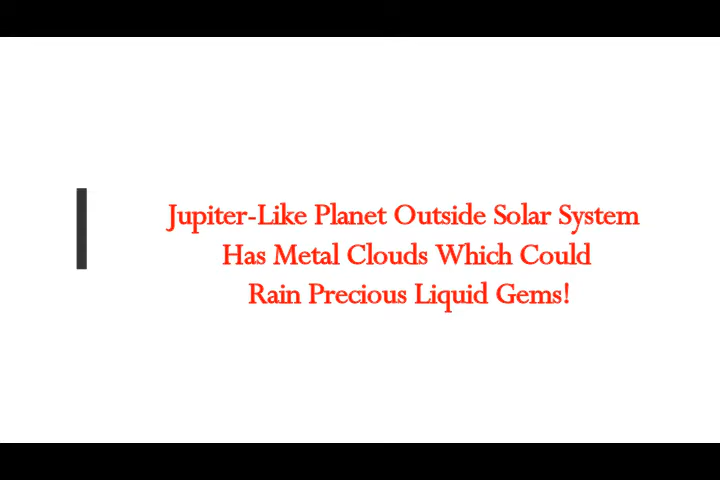 Jupiter-Like Planet Outside Solar System
Has Metal Clouds Which Could
Rain Precious Liquid Gems!